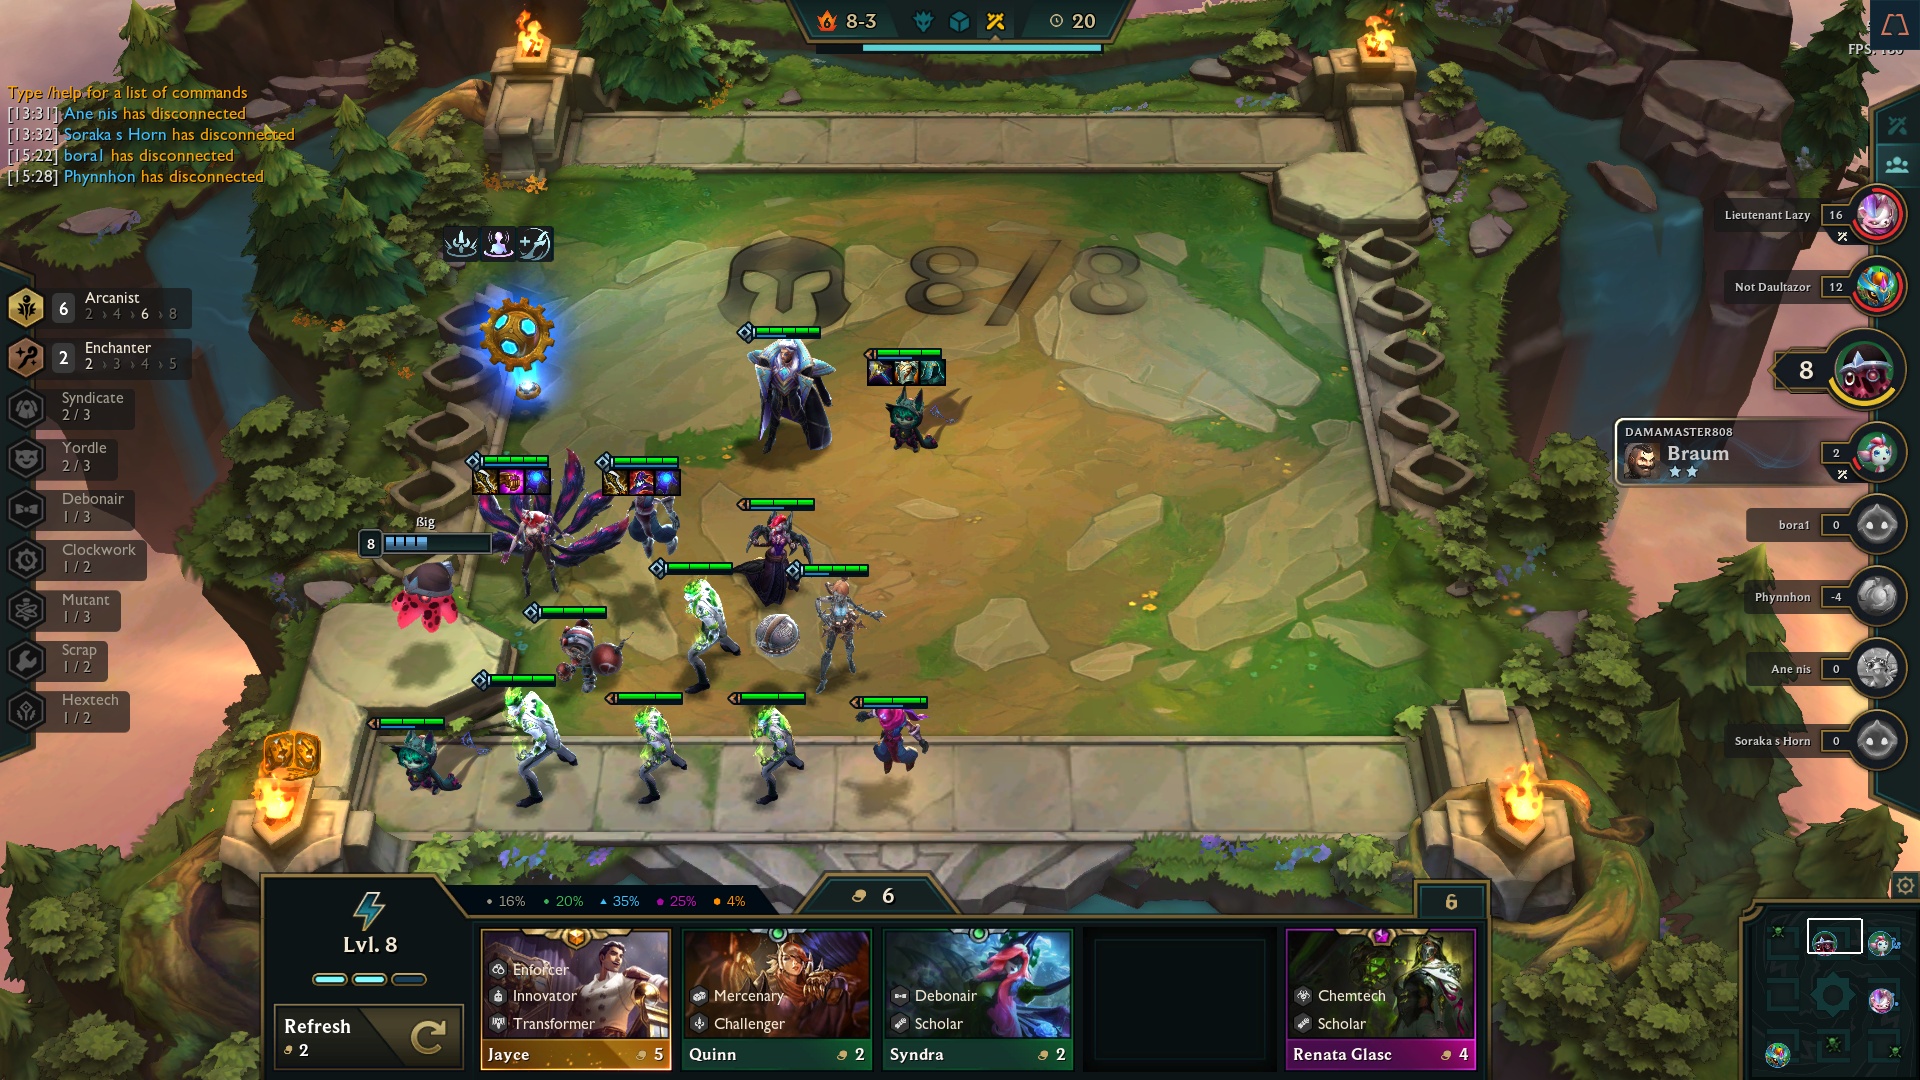 8-3
20
FPS: 
Type /help for a list of commands
[13:31] Ane nis has disconnected
[13:32] Soraka s Horn has disconnected
[15:22] bora1 has disconnected
[15:28] Phynnhon has disconnected
8/8
6
Arcanist
2 › 4 › 6 › 8
2
Enchanter
2 › 3 › 4 › 5
Syndicate
2 / 3
Yordle
2 / 3
Debonair
1 / 3
Clockwork
1 / 2
Mutant
1 / 3
Scrap
1 / 2
Hextech
1 / 2
ßig
8
Lieutenant Lazy 16
Not Daultazor 12
8
DAMAMASTER808
Braum
2
bora1 0
Phynnhon -4
Ane nis 0
Soraka s Horn 0
Lvl. 8
16% 20% 35% 25% 4%
6
6
Refresh
2
Enforcer
Innovator
Transformer
Jayce 5
Mercenary
Challenger
Quinn 2
Debonair
Scholar
Syndra 2
Chemtech
Scholar
Renata Glasc 4